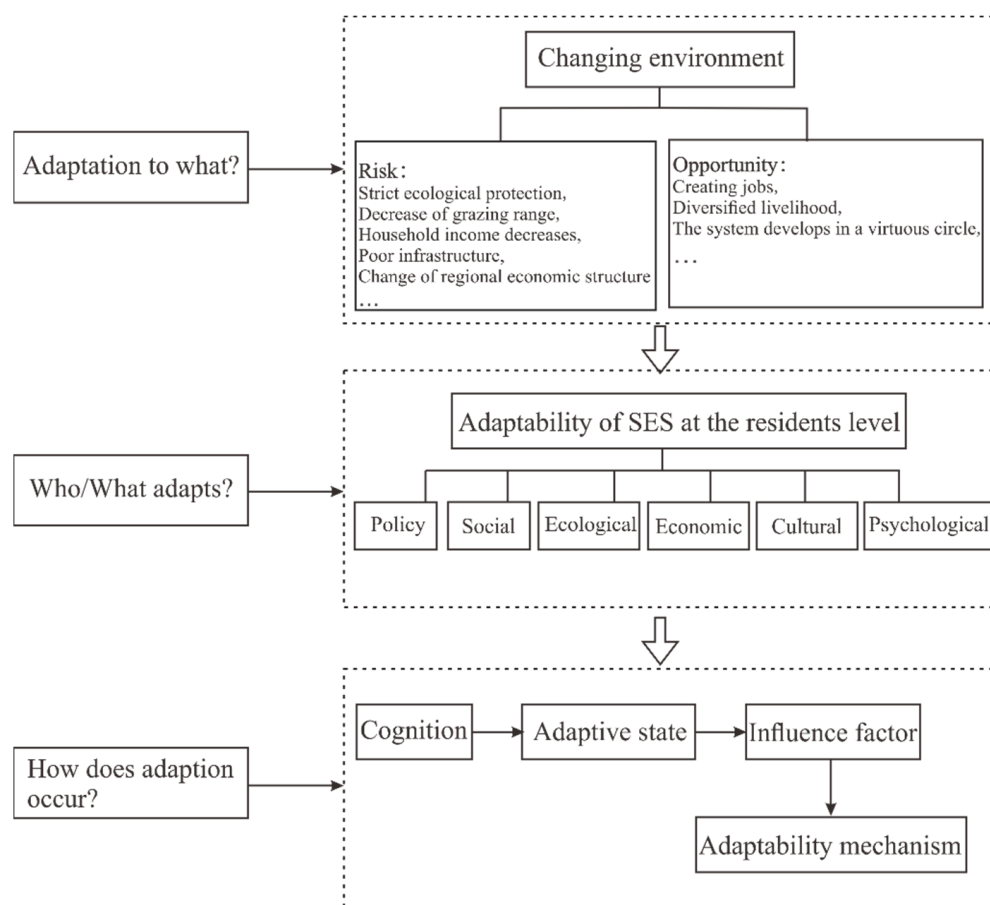 Changing environment
Adaptation to what?
Risk:
Strict ecological protection,
Decrease of grazing range,
Household income decreases,
Poor infrastructure,
Change of regional economic structure
...
Opportunity:
Creating jobs,
Diversified livelihood,
The system develops in a virtuous circle,
...
Adaptability of SES at the residents level
Who/What adapts?
Policy
Social
Ecological
Economic
Cultural
Psychological
Cognition
Adaptive state
Influence factor
How does adaption
occur?
Adaptability mechanism